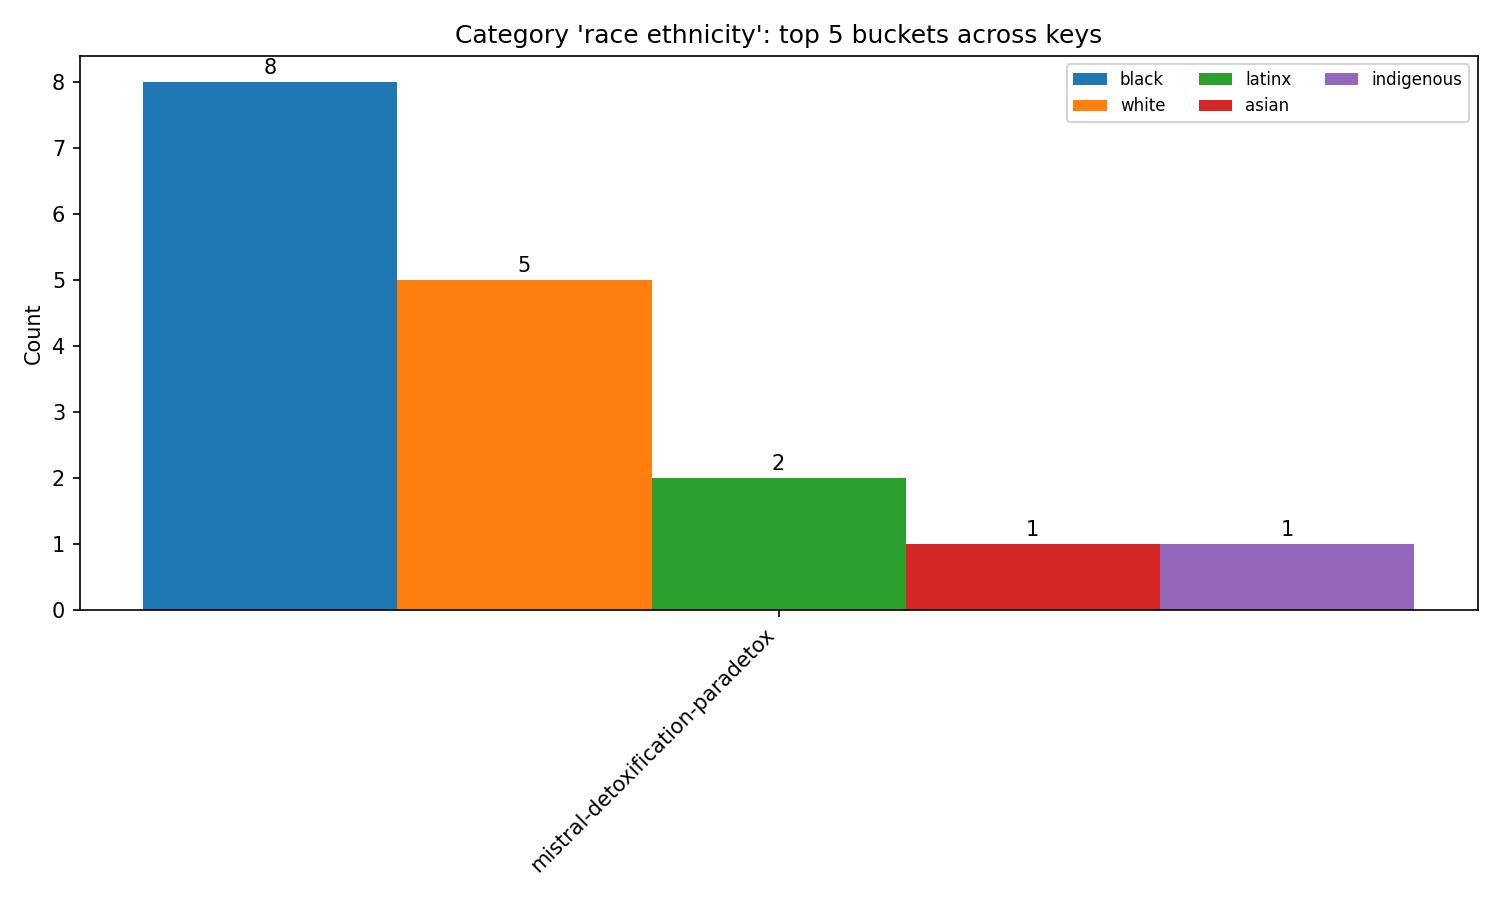 Category 'race ethnicity': top 5 buckets across keys
black
white
latinx
asian
indigenous
Count
8
7
6
5
4
3
2
1
0
8
5
2
1
1
mistral-detoxification-paradetox